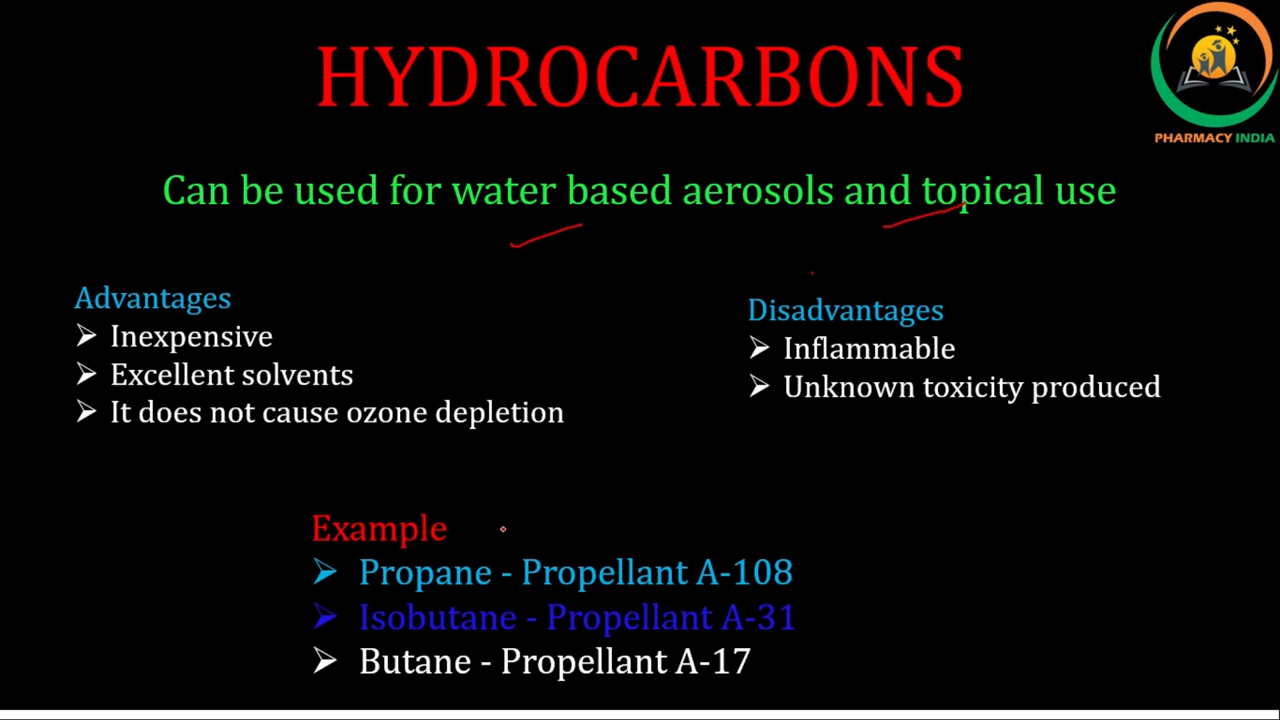 HYDROCARBONS
PHARMACY INDIA
Can be used for water based aerosols and topical use
Advantages
Inexpensive
Excellent solvents
It does not cause ozone depletion
Disadvantages
Inflammable
Unknown toxicity produced
Example
Propane - Propellant A-108
Isobutane - Propellant A-31
Butane - Propellant A-17